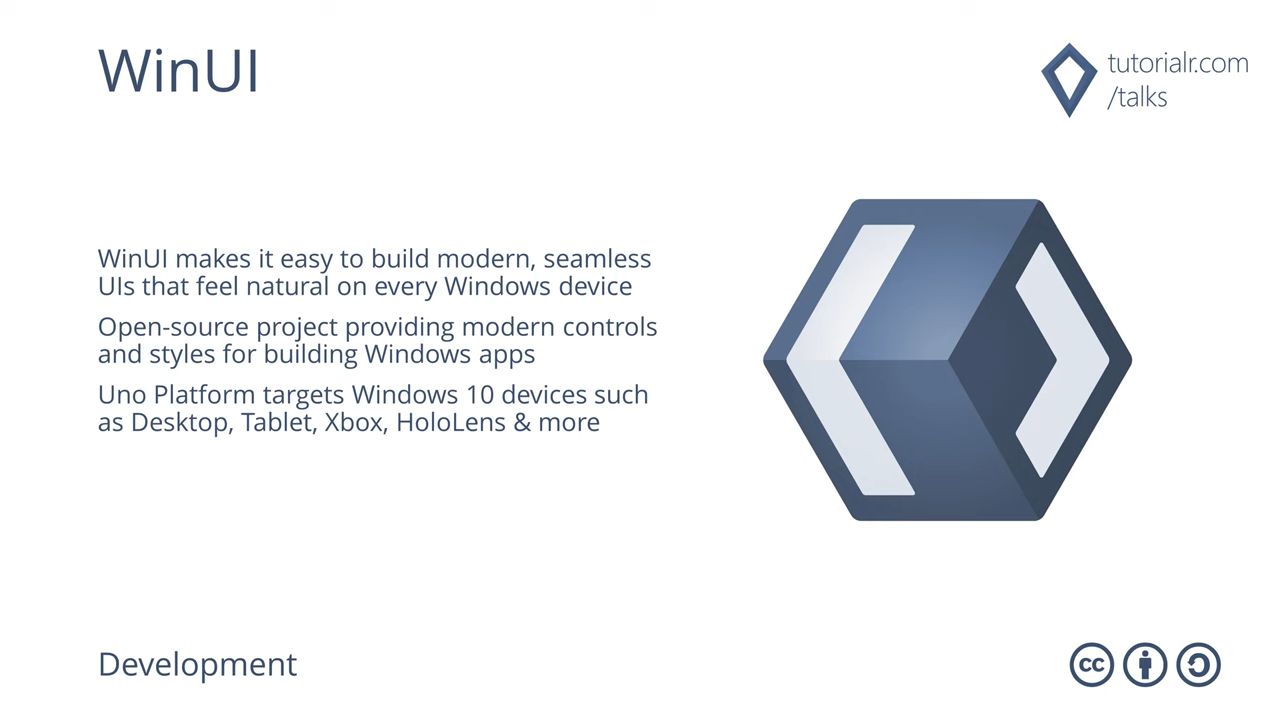 WinUI
tutorialr.com
/talks
WinUI makes it easy to build modern, seamless
UIs that feel natural on every Windows device
Open-source project providing modern controls
and styles for building Windows apps
Uno Platform targets Windows 10 devices such
as Desktop, Tablet, Xbox, HoloLens & more
Development
cc